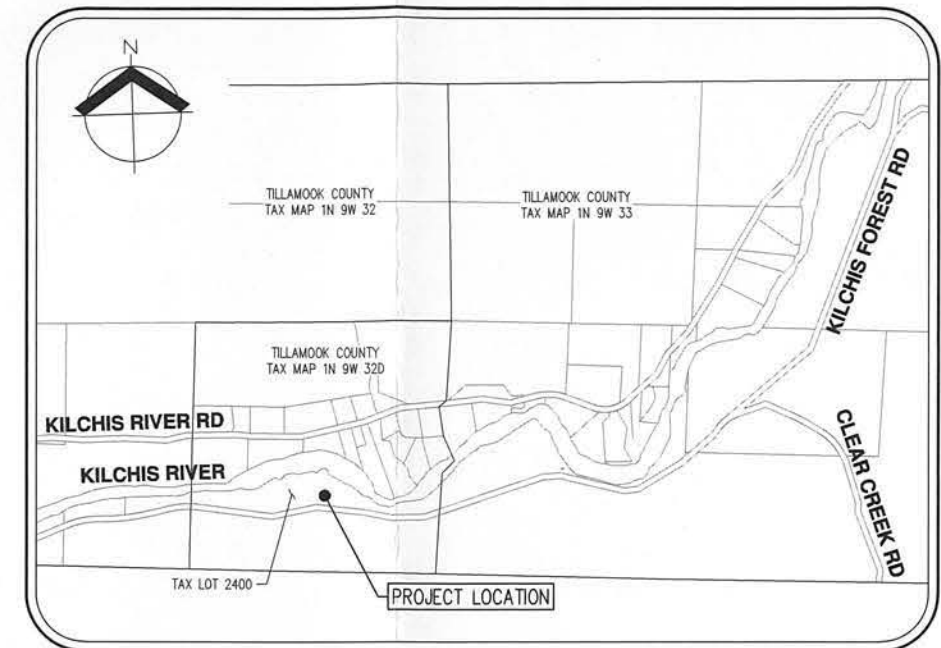 N
TILLAMOOK COUNTY
TAX MAP 1N 9W 32
TILLAMOOK COUNTY
TAX MAP 1N 9W 33
KILCHIS FOREST RD
TILLAMOOK COUNTY
TAX MAP 1N 9W 32D
KILCHIS RIVER RD
KILCHIS RIVER
CLEAR CREEK RD
TAX LOT 2400
PROJECT LOCATION